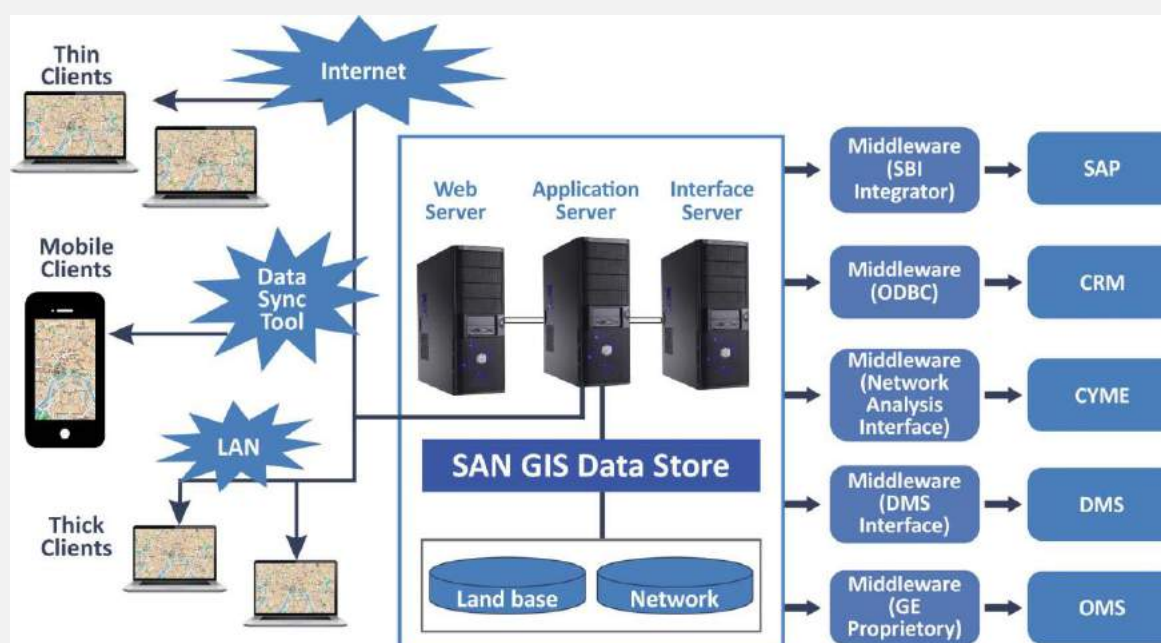 Thin
Clients
Internet
Mobile
Clients
Data
Sync
Tool
LAN
Thick
Clients
Web
Server
Application
Server
Interface
Server
SAN GIS Data Store
Land base
Network
Middleware
(SBI
Integrator)
SAP
Middleware
(ODBC)
CRM
Middleware
(Network
Analysis
Interface)
CYME
Middleware
(DMS
Interface)
DMS
Middleware
(GE
Proprietory)
OMS